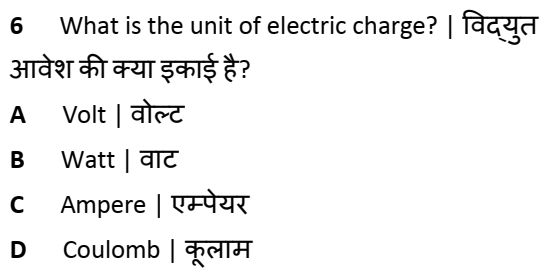 6 What is the unit of electric charge? | विद्युत
आवेश की क्या इकाई है?
A Volt | वोल्ट
B Watt | वाट
C Ampere | एम्पेयर
D Coulomb | कूलाम